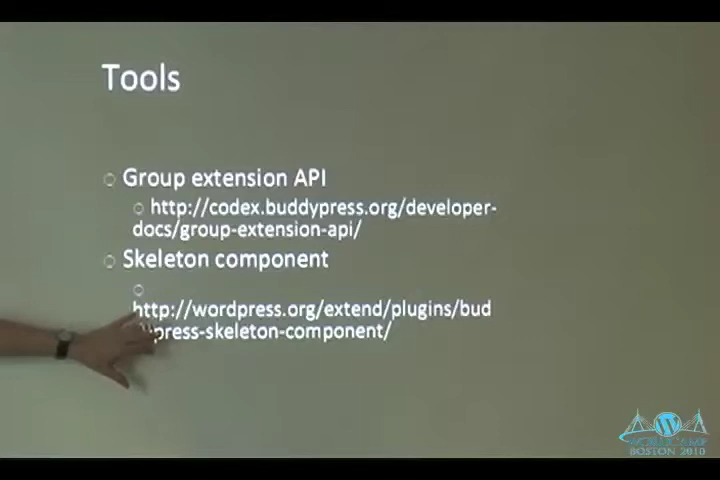 Tools
Group extension API
http://codex.buddypress.org/developer-
docs/group-extension-api/
Skeleton component
http://wordpress.org/extend/plugins/bud
press-skeleton-component/
WORDCAMP
BOSTON 2010